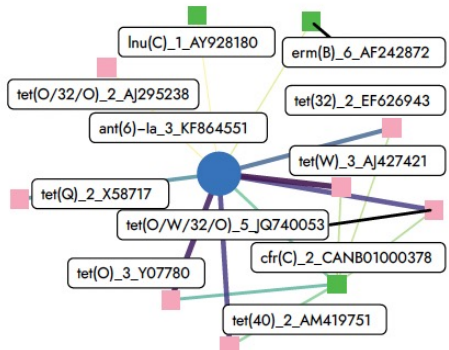 lnu(C)_1_AY928180
erm(B)_6_AF242872
tet(O/32/O)_2_AJ295238
tet(32)_2_EF626943
ant(6)−Ia_3_KF864551
tet(W)_3_AJ427421
tet(Q)_2_X58717
tet(O/W/32/O)_5_JQ740053
cfr(C)_2_CANB01000378
tet(O)_3_Y07780
tet(40)_2_AM419751